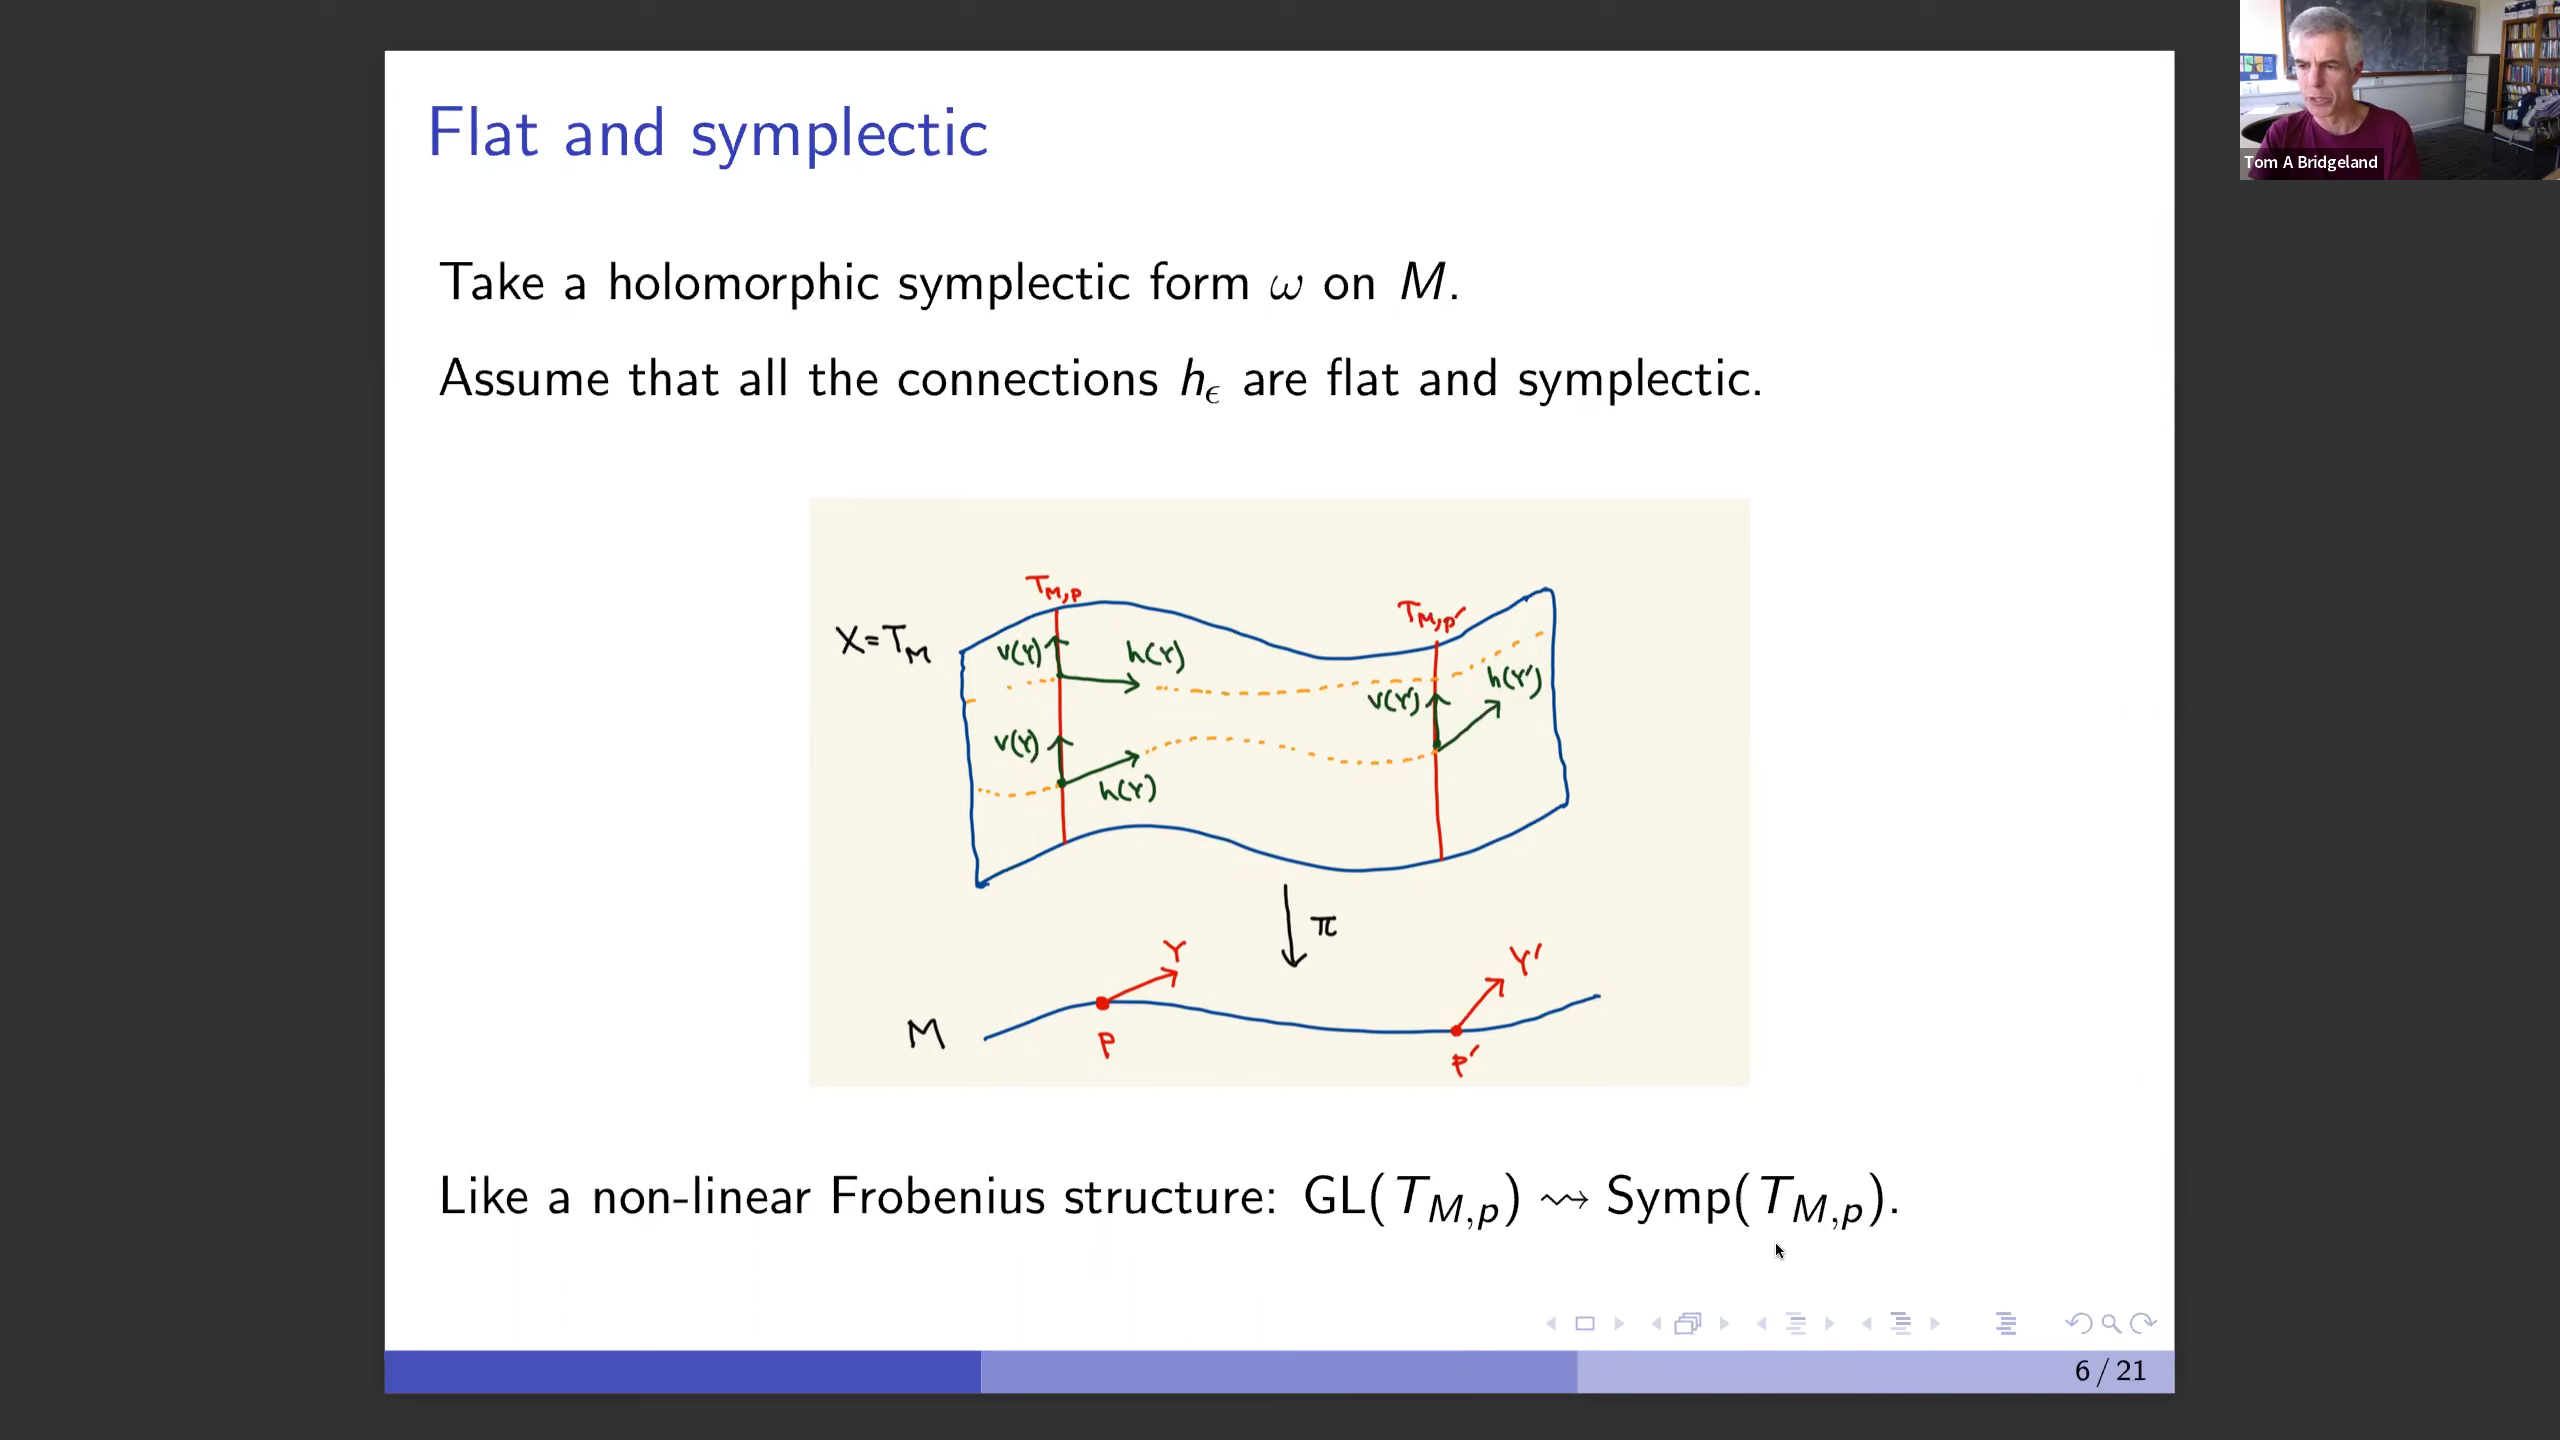 Flat and symplectic
Tom A Bridgeland
Take a holomorphic symplectic form ω on M.
Assume that all the connections hϵ are flat and symplectic.
T_{M,P}
T_{M,P′}
X=T_M
v(Y)
h(Y)
h(Y′)
v(Y′)
v(Y)
h(Y)
π
Y
Y′
M
P
P′
Like a non-linear Frobenius structure: GL(T_{M,p}) ⇝ Symp(T_{M,p}).
6 / 21